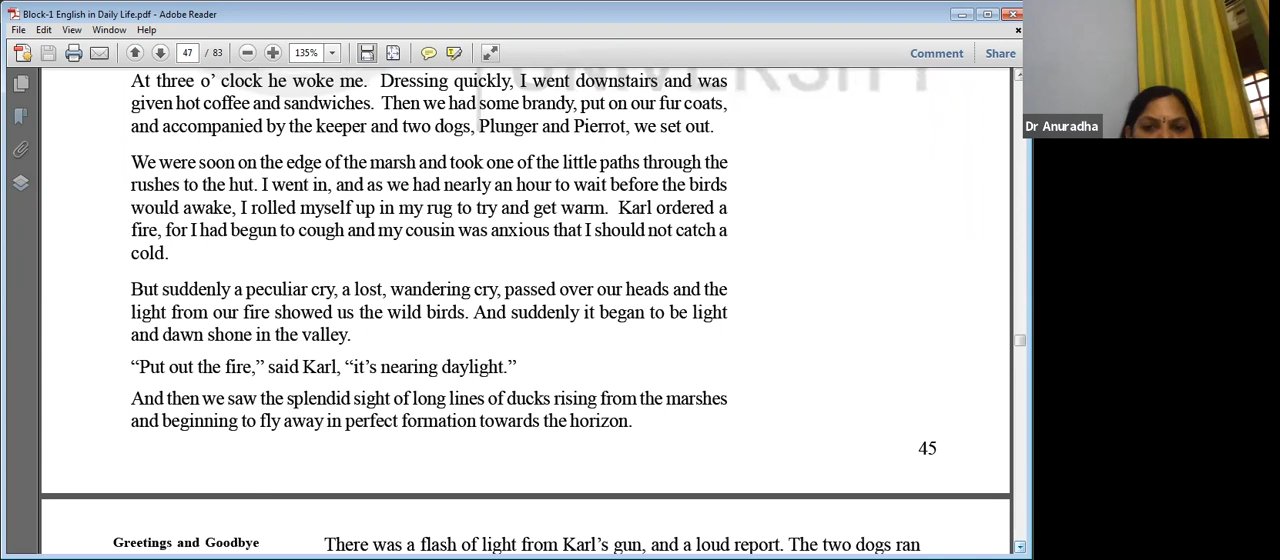 Block-1 English in Daily Life.pdf - Adobe Reader
File Edit View Window Help
47 / 83 135% Comment Share
Dr Anuradha
UNIVERSITY
At three o’ clock he woke me. Dressing quickly, I went downstairs and was
given hot coffee and sandwiches. Then we had some brandy, put on our fur coats,
and accompanied by the keeper and two dogs, Plunger and Pierrot, we set out.
We were soon on the edge of the marsh and took one of the little paths through the
rushes to the hut. I went in, and as we had nearly an hour to wait before the birds
would awake, I rolled myself up in my rug to try and get warm. Karl ordered a
fire, for I had begun to cough and my cousin was anxious that I should not catch a
cold.
But suddenly a peculiar cry, a lost, wandering cry, passed over our heads and the
light from our fire showed us the wild birds. And suddenly it began to be light
and dawn shone in the valley.
“Put out the fire,” said Karl, “it’s nearing daylight.”
And then we saw the splendid sight of long lines of ducks rising from the marshes
and beginning to fly away in perfect formation towards the horizon.
45
Greetings and Goodbye
There was a flash of light from Karl’s gun, and a loud report. The two dogs ran